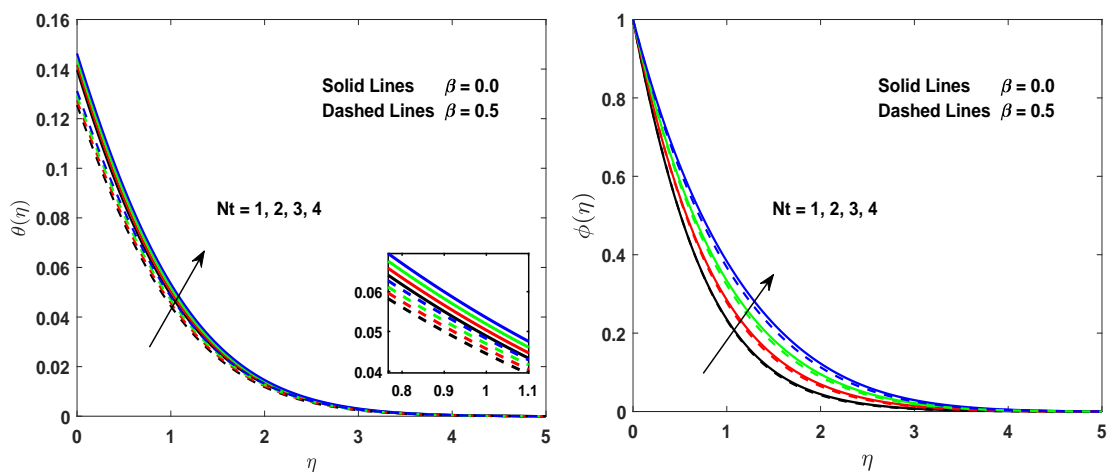 0.16
0.14
0.12
0.1
0.08
0.06
0.04
0.02
0
θ(η)
Solid Lines β = 0.0
Dashed Lines β = 0.5
Nt = 1, 2, 3, 4
0.06
0.05
0.04
0.8 0.9 1 1.1
0 1 2 3 4 5
η
1
0.8
0.6
0.4
0.2
0
ϕ(η)
Solid Lines β = 0.0
Dashed Lines β = 0.5
Nt = 1, 2, 3, 4
0 1 2 3 4 5
η